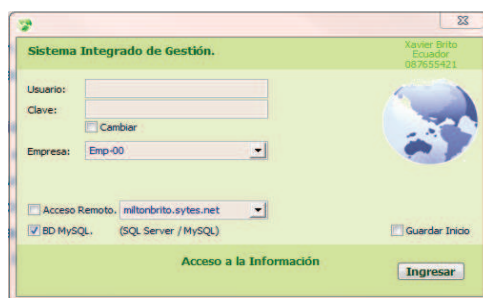 Sistema Integrado de Gestión.
Xavier Brito
Ecuador
087655421
Usuario:
Clave:
Cambiar
Empresa: Emp-00
Acceso Remoto. miltonbrito.sytes.net
BD MySQL. (SQL Server / MySQL)
Guardar Inicio
Acceso a la Información
Ingresar